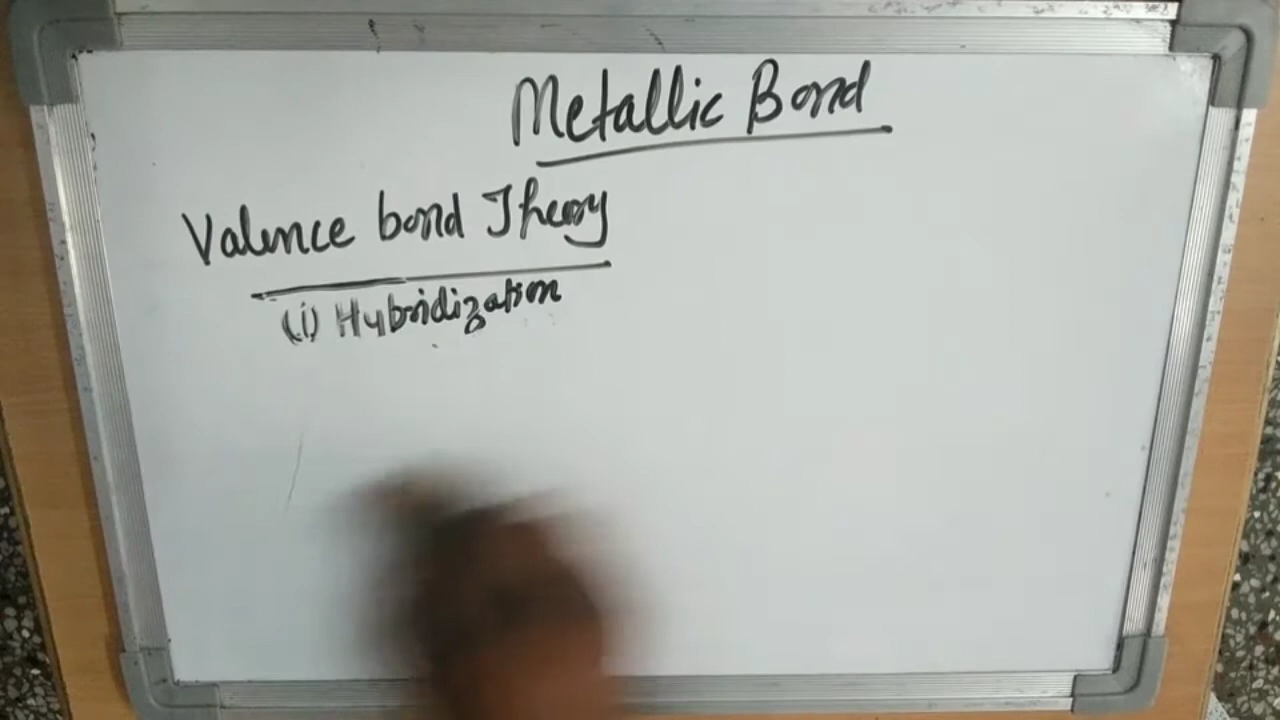 Metallic Bond
Valence bond Theory
(i) Hybridization